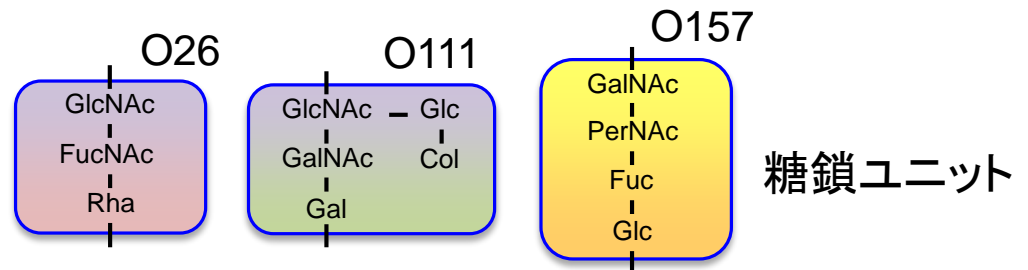 O26
GlcNAc
FucNAc
Rha
O111
GlcNAc – Glc
GalNAc Col
Gal
O157
GalNAc
PerNAc
Fuc
Glc
糖鎖ユニット